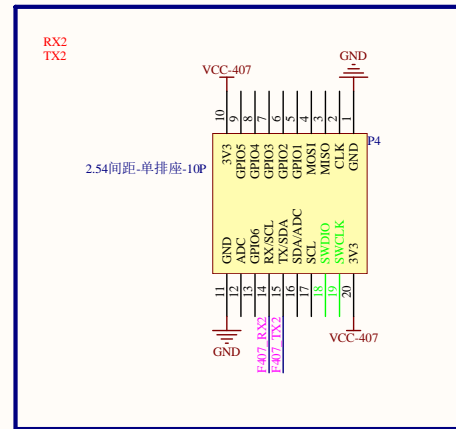 RX2
TX2
GND
VCC-407
10
9
8
7
6
5
4
3
2
1
P4
3V3
GPIO5
GPIO4
GPIO3
GPIO2
GPIO1
MOSI
MISO
CLK
GND
2.54间距-单排座-10P
GND
ADC
GPIO6
RX/SCL
TX/SDA
SDA/ADC
SCL
SWDIO
SWCLK
3V3
11
12
13
14
15
16
17
18
19
20
F407_RX2
F407_TX2
GND
VCC-407